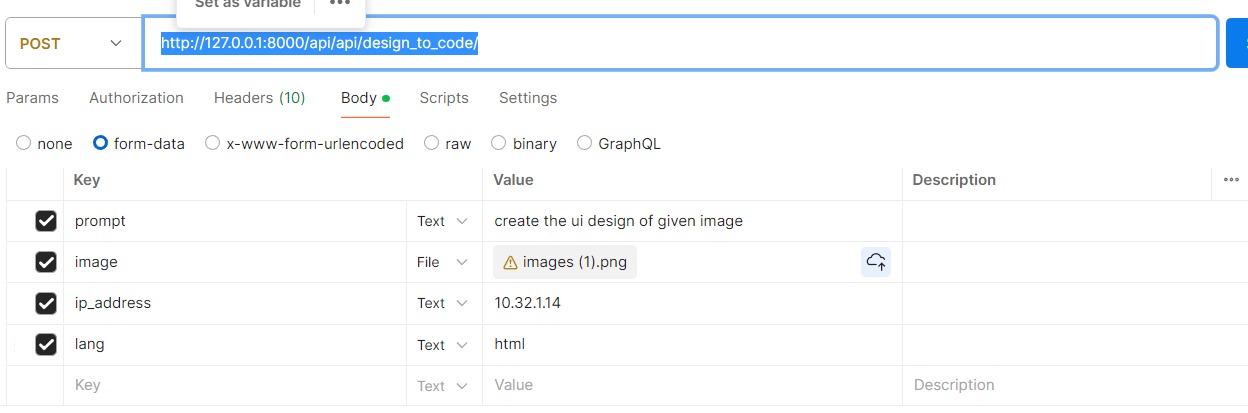 Set as variable
POST http://127.0.0.1:8000/api/api/design_to_code/
Params Authorization Headers (10) Body Scripts Settings
none form-data x-www-form-urlencoded raw binary GraphQL
Key Value Description
prompt Text create the ui design of given image
image File images (1).png
ip_address Text 10.32.1.14
lang Text html
Key Text Value Description